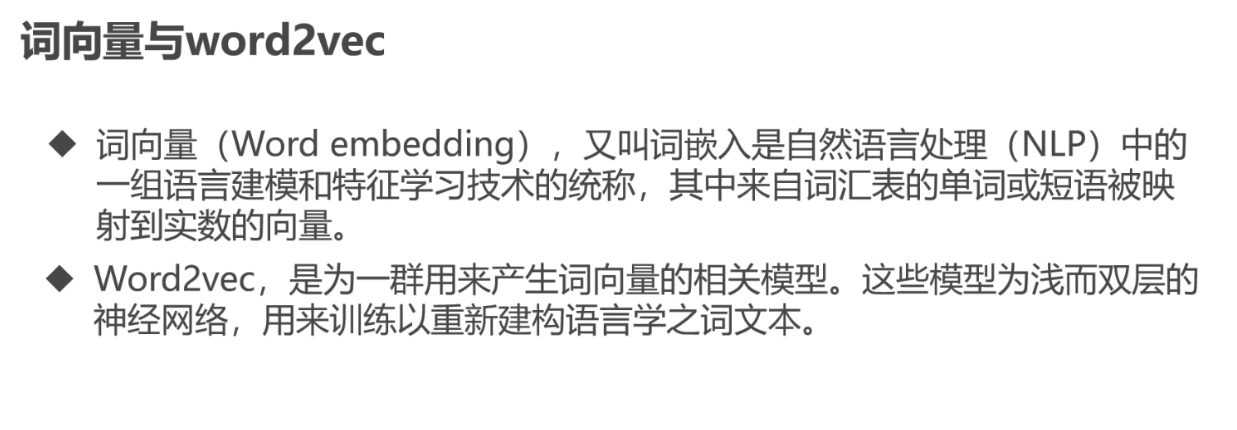 词向量与word2vec
◆ 词向量（Word embedding），又叫词嵌入是自然语言处理（NLP）中的
一组语言建模和特征学习技术的统称，其中来自词汇表的单词或短语被映
射到实数的向量。
◆ Word2vec，是为一群用来产生词向量的相关模型。这些模型为浅而双层的
神经网络，用来训练以重新建构语言学之词文本。